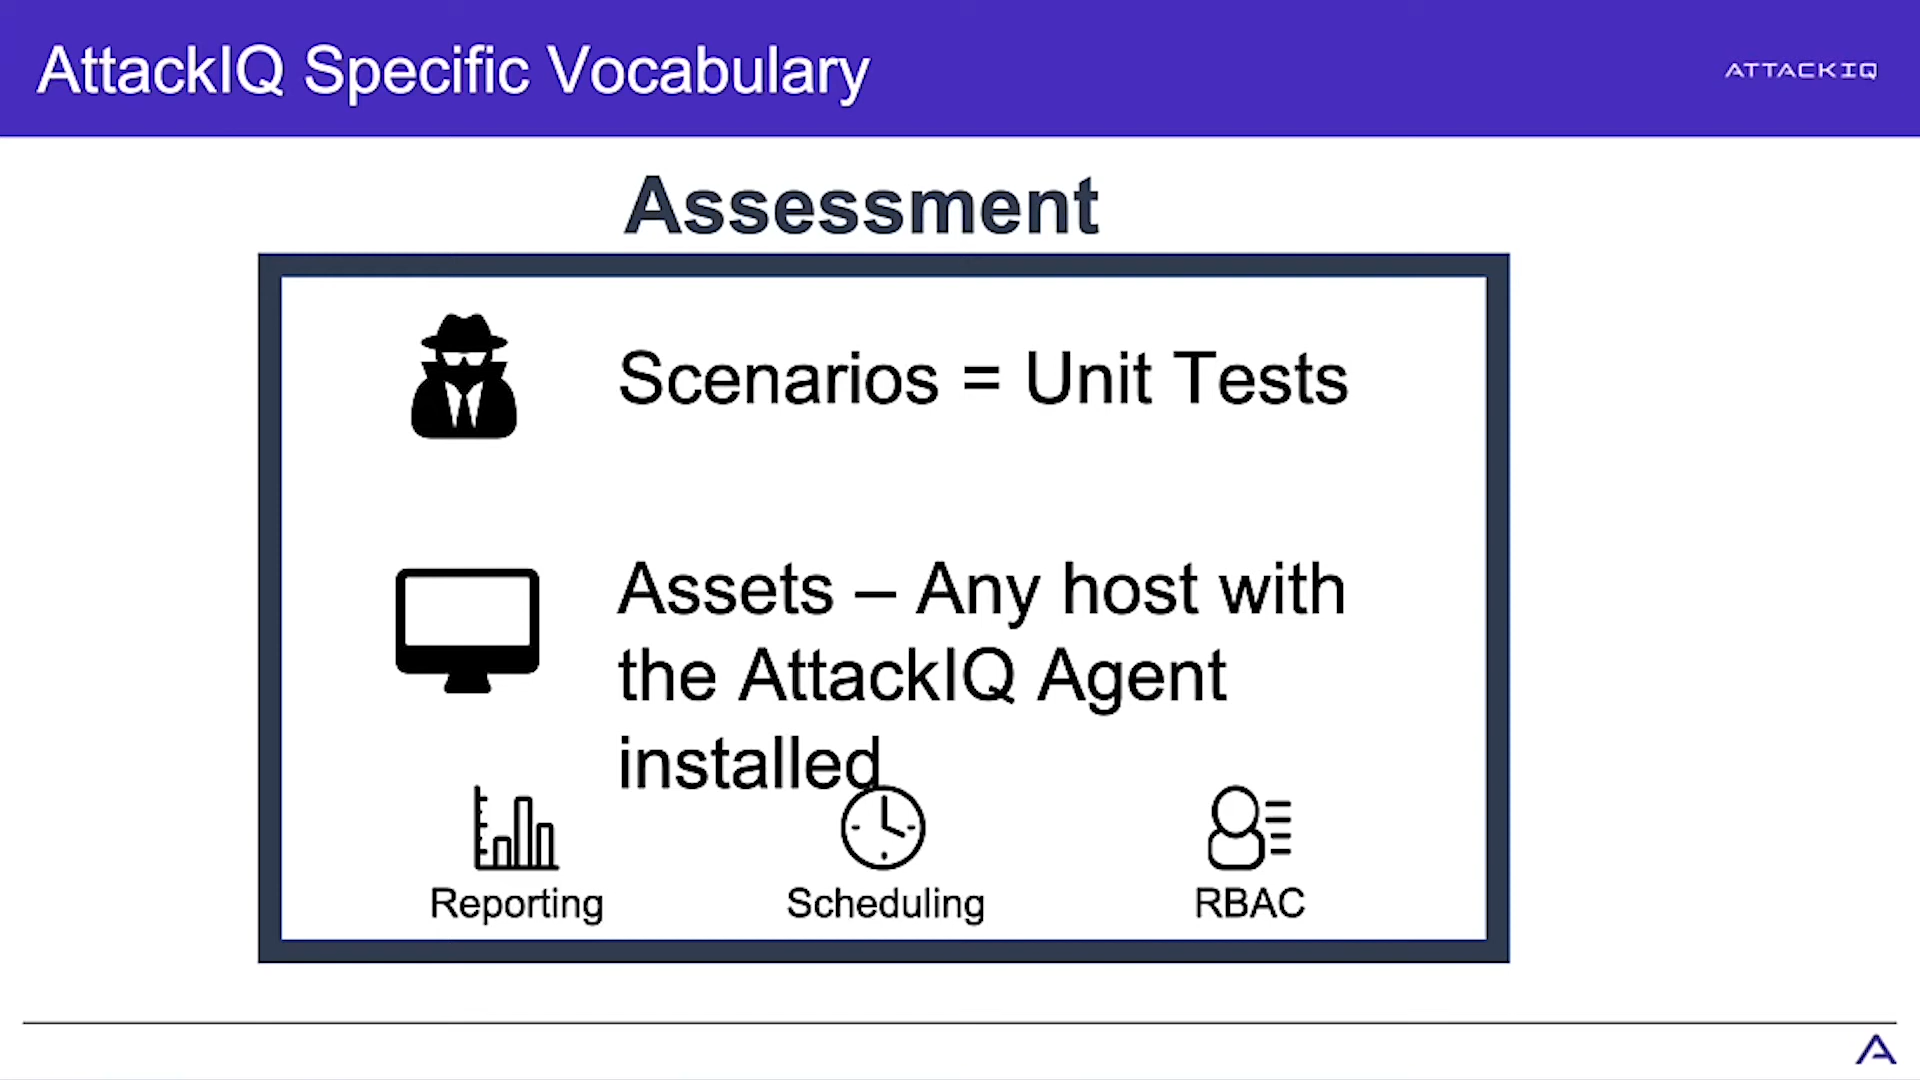 AttackIQ Specific Vocabulary
ATTACKIQ
Assessment
Scenarios = Unit Tests
Assets – Any host with
the AttackIQ Agent
installed
Reporting
Scheduling
RBAC